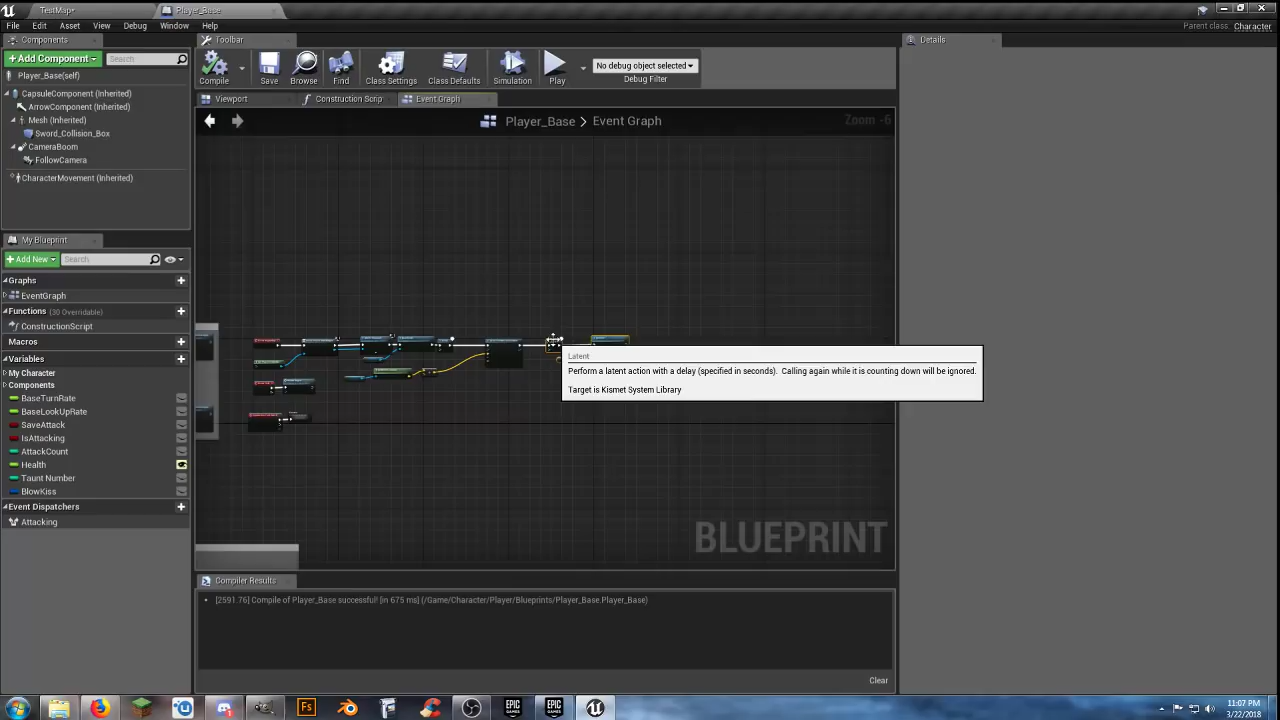 TestMap*
Player_Base
File Edit Asset View Debug Window Help
Parent class: Character
Components
+Add Component
Search
Player_Base(self)
CapsuleComponent (Inherited)
ArrowComponent (Inherited)
Mesh (Inherited)
Sword_Collision_Box
CameraBoom
FollowCamera
CharacterMovement (Inherited)
My Blueprint
+Add New
Search
Graphs
EventGraph
Functions (30 Overridable)
ConstructionScript
Macros
Variables
My Character
Components
BaseTurnRate
BaseLookUpRate
SaveAttack
IsAttacking
AttackCount
Health
Taunt Number
BlowKiss
Event Dispatchers
Attacking
Toolbar
Compile Save Browse Find Class Settings Class Defaults Simulation Play
No debug object selected
Debug Filter
Viewport
Construction Scrip
Event Graph
Player_Base > Event Graph
Zoom -6
Latent
Perform a latent action with a delay (specified in seconds). Calling again while it is counting down will be ignored.
Target is Kismet System Library
BLUEPRINT
Compiler Results
[2591.76] Compile of Player_Base successful! [in 675 ms] (/Game/Character/Player/Blueprints/Player_Base.Player_Base)
Clear
Details
Fs
EPIC GAMES
EPIC GAMES
11:07 PM
3/22/2018